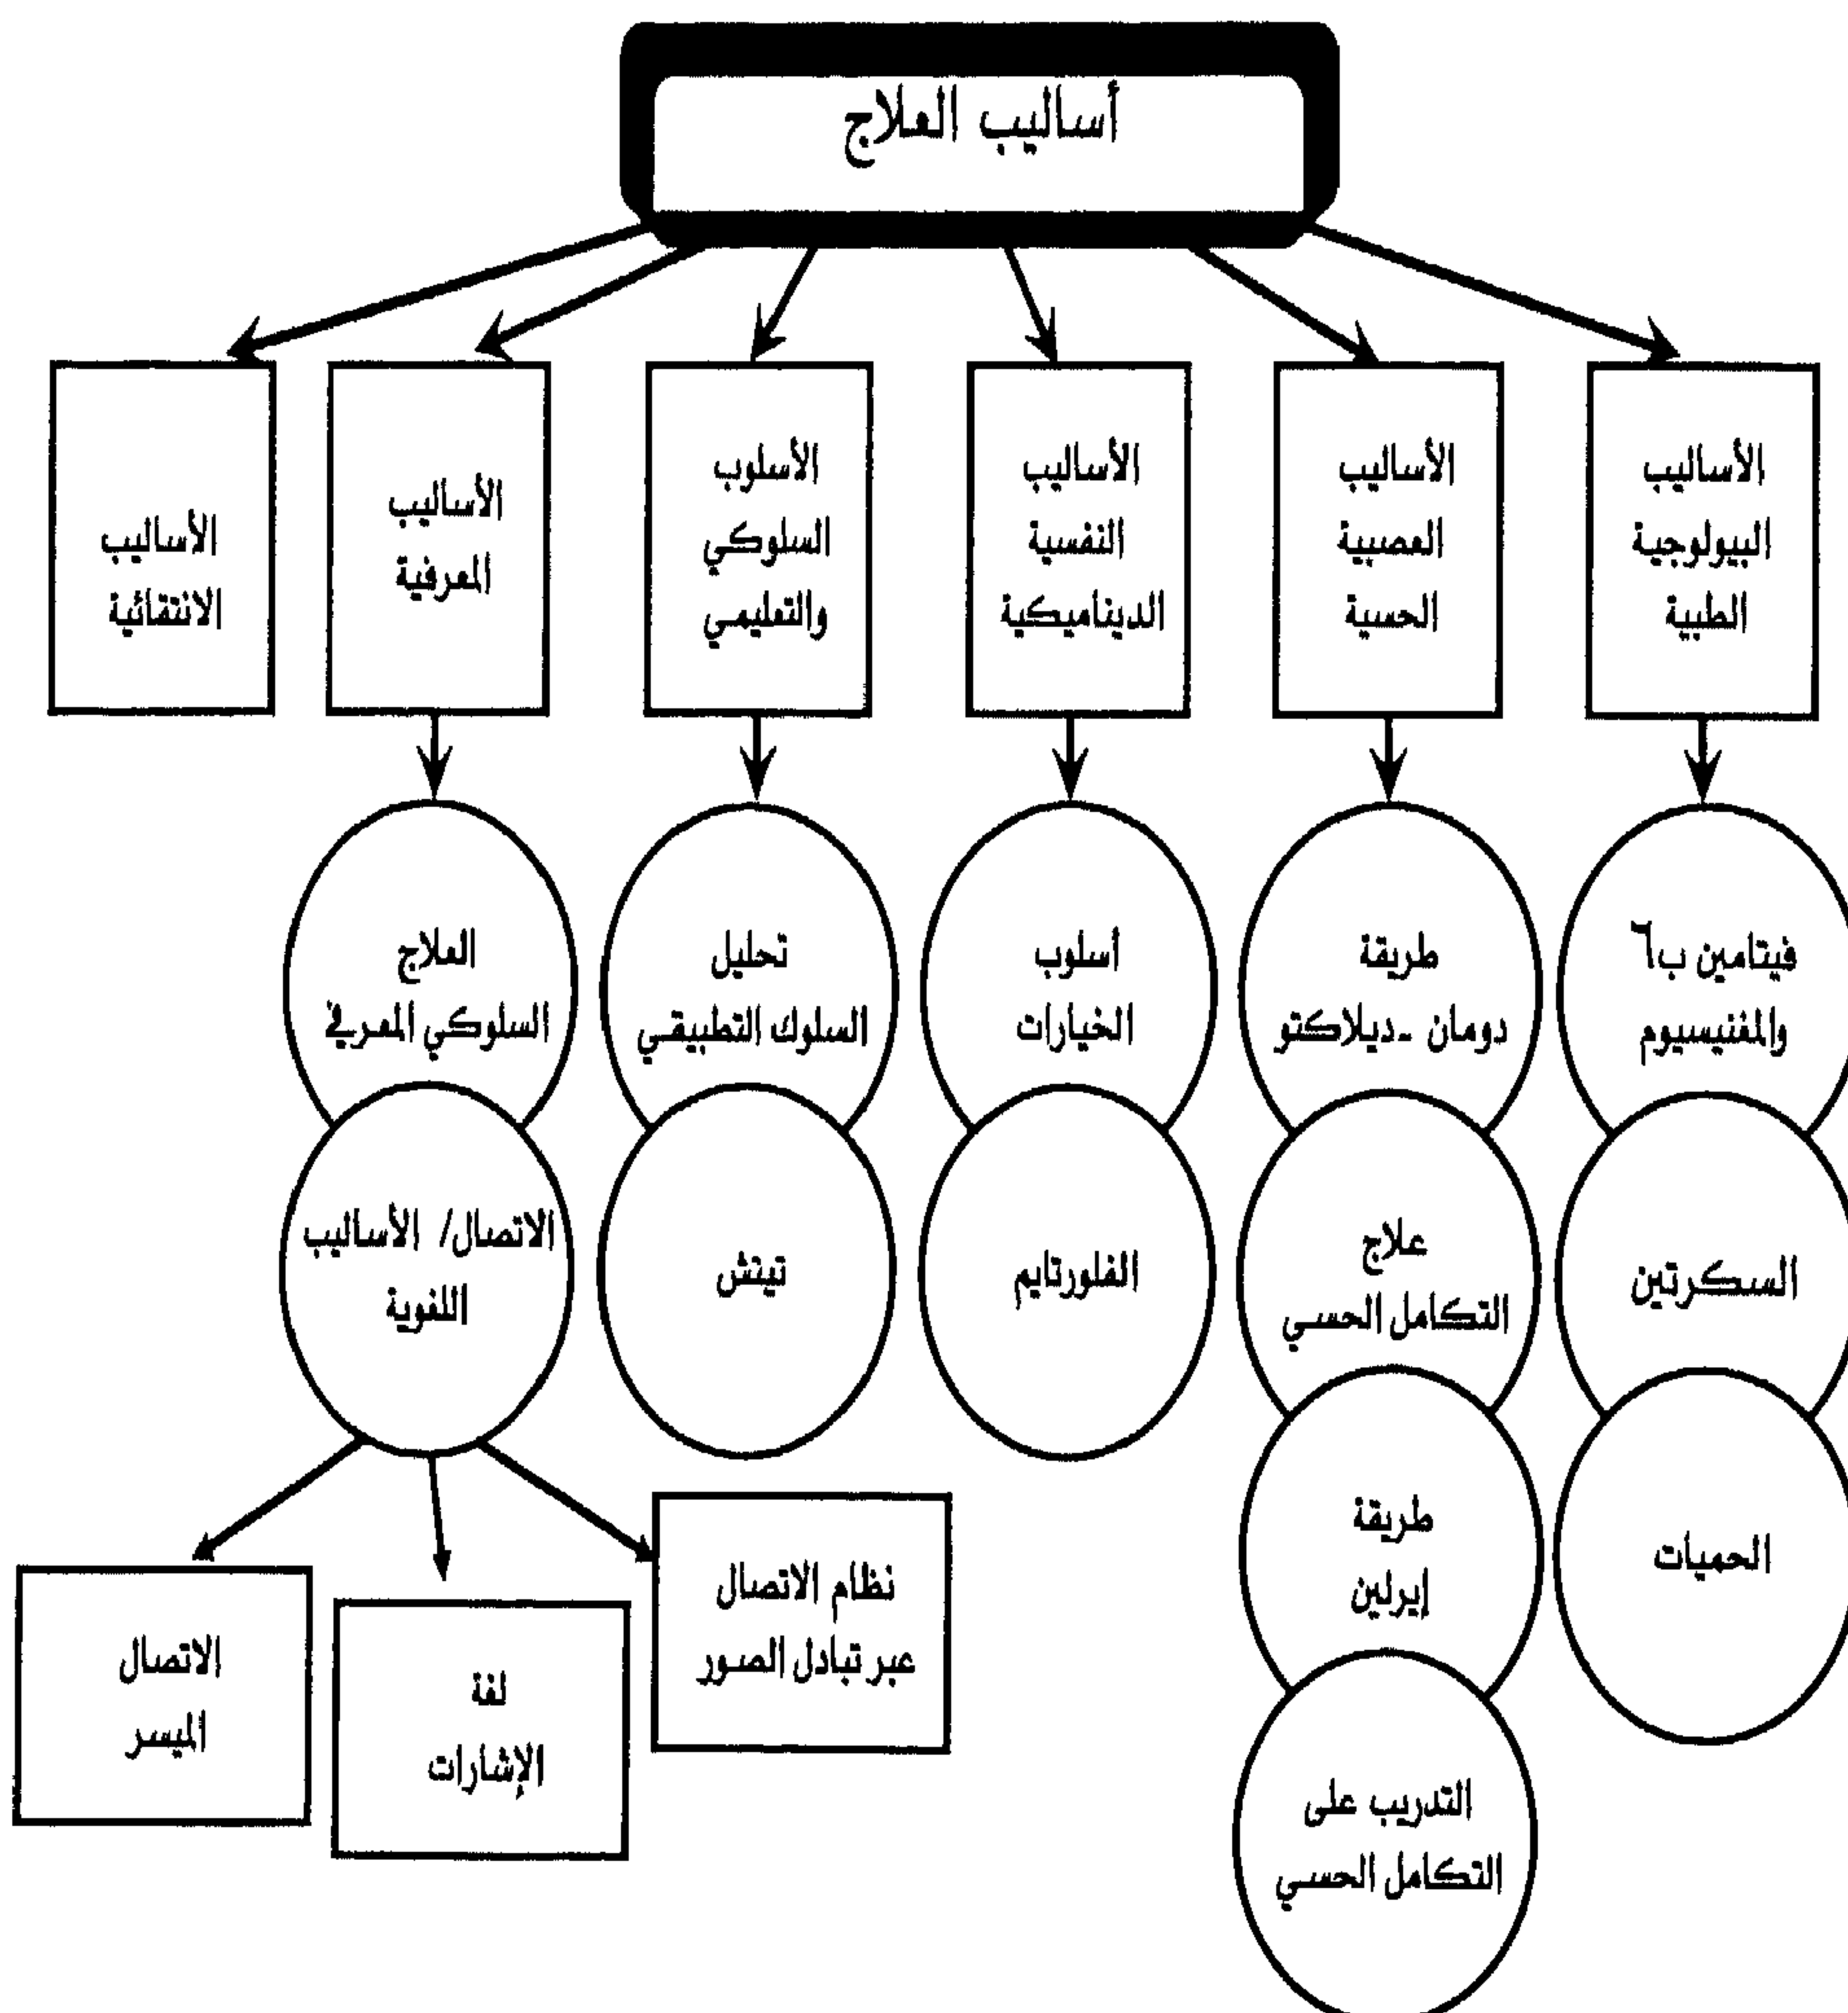 أساليب العلاج
الأساليب
البيولوجية
الطبية
الأساليب
العصبية
الحسية
الأساليب
النفسية
الديناميكية
الأسلوب
السلوكي
والتعليمي
الأساليب
المعرفية
الأساليب
الانتقائية
فيتامين ب٦
والمغنيسيوم
السكرتين
الحميات
طريقة
دومان - ديلاكتو
علاج
التكامل الحسي
طريقة
إيرلين
التدريب على
التكامل الحسي
أسلوب
الخيارات
الفلورتايم
تحليل
السلوك التطبيقي
تيتش
العلاج
السلوكي المعرفي
الاتصال/ الأساليب
اللغوية
نظام الاتصال
عبر تبادل الصور
لغة
الإشارات
الاتصال
الميسر